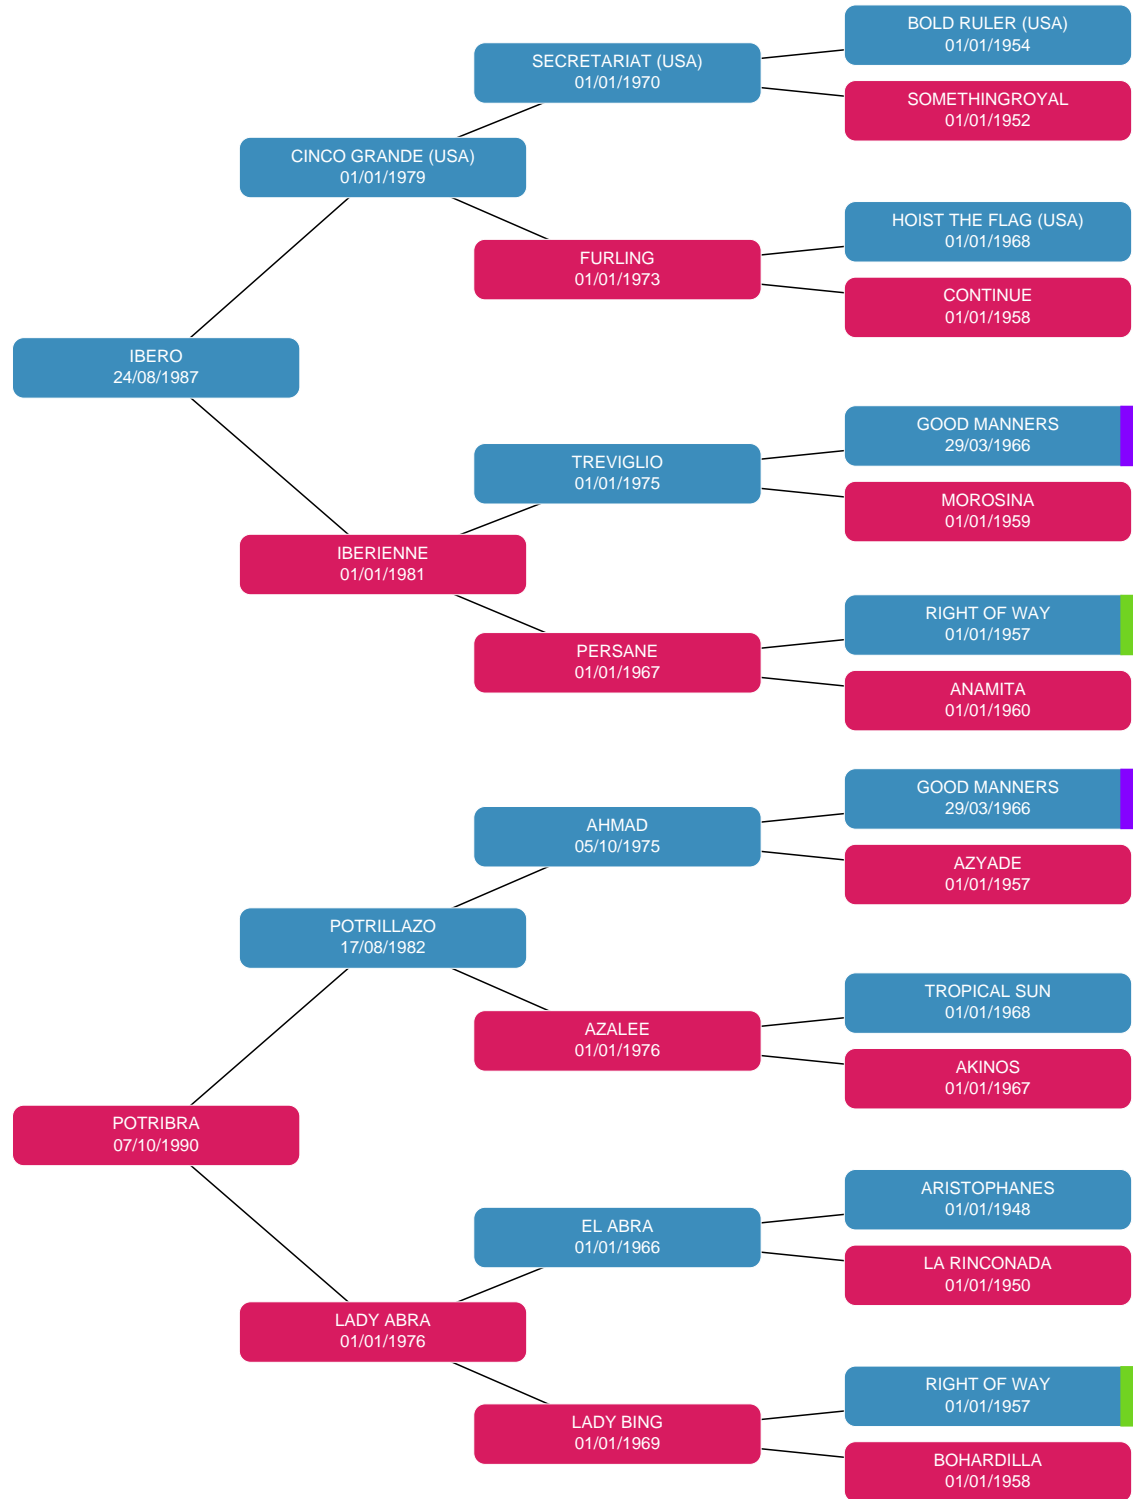 BOLD RULER (USA)
01/01/1954
SECRETARIAT (USA)
01/01/1970
SOMETHINGROYAL
01/01/1952
CINCO GRANDE (USA)
01/01/1979
HOIST THE FLAG (USA)
01/01/1968
FURLING
01/01/1973
CONTINUE
01/01/1958
IBERO
24/08/1987
GOOD MANNERS
29/03/1966
TREVIGLIO
01/01/1975
MOROSINA
01/01/1959
IBERIENNE
01/01/1981
RIGHT OF WAY
01/01/1957
PERSANE
01/01/1967
ANAMITA
01/01/1960
GOOD MANNERS
29/03/1966
AHMAD
05/10/1975
AZYADE
01/01/1957
POTRILLAZO
17/08/1982
TROPICAL SUN
01/01/1968
AZALEE
01/01/1976
AKINOS
01/01/1967
POTRIBRA
07/10/1990
ARISTOPHANES
01/01/1948
EL ABRA
01/01/1966
LA RINCONADA
01/01/1950
LADY ABRA
01/01/1976
RIGHT OF WAY
01/01/1957
LADY BING
01/01/1969
BOHARDILLA
01/01/1958